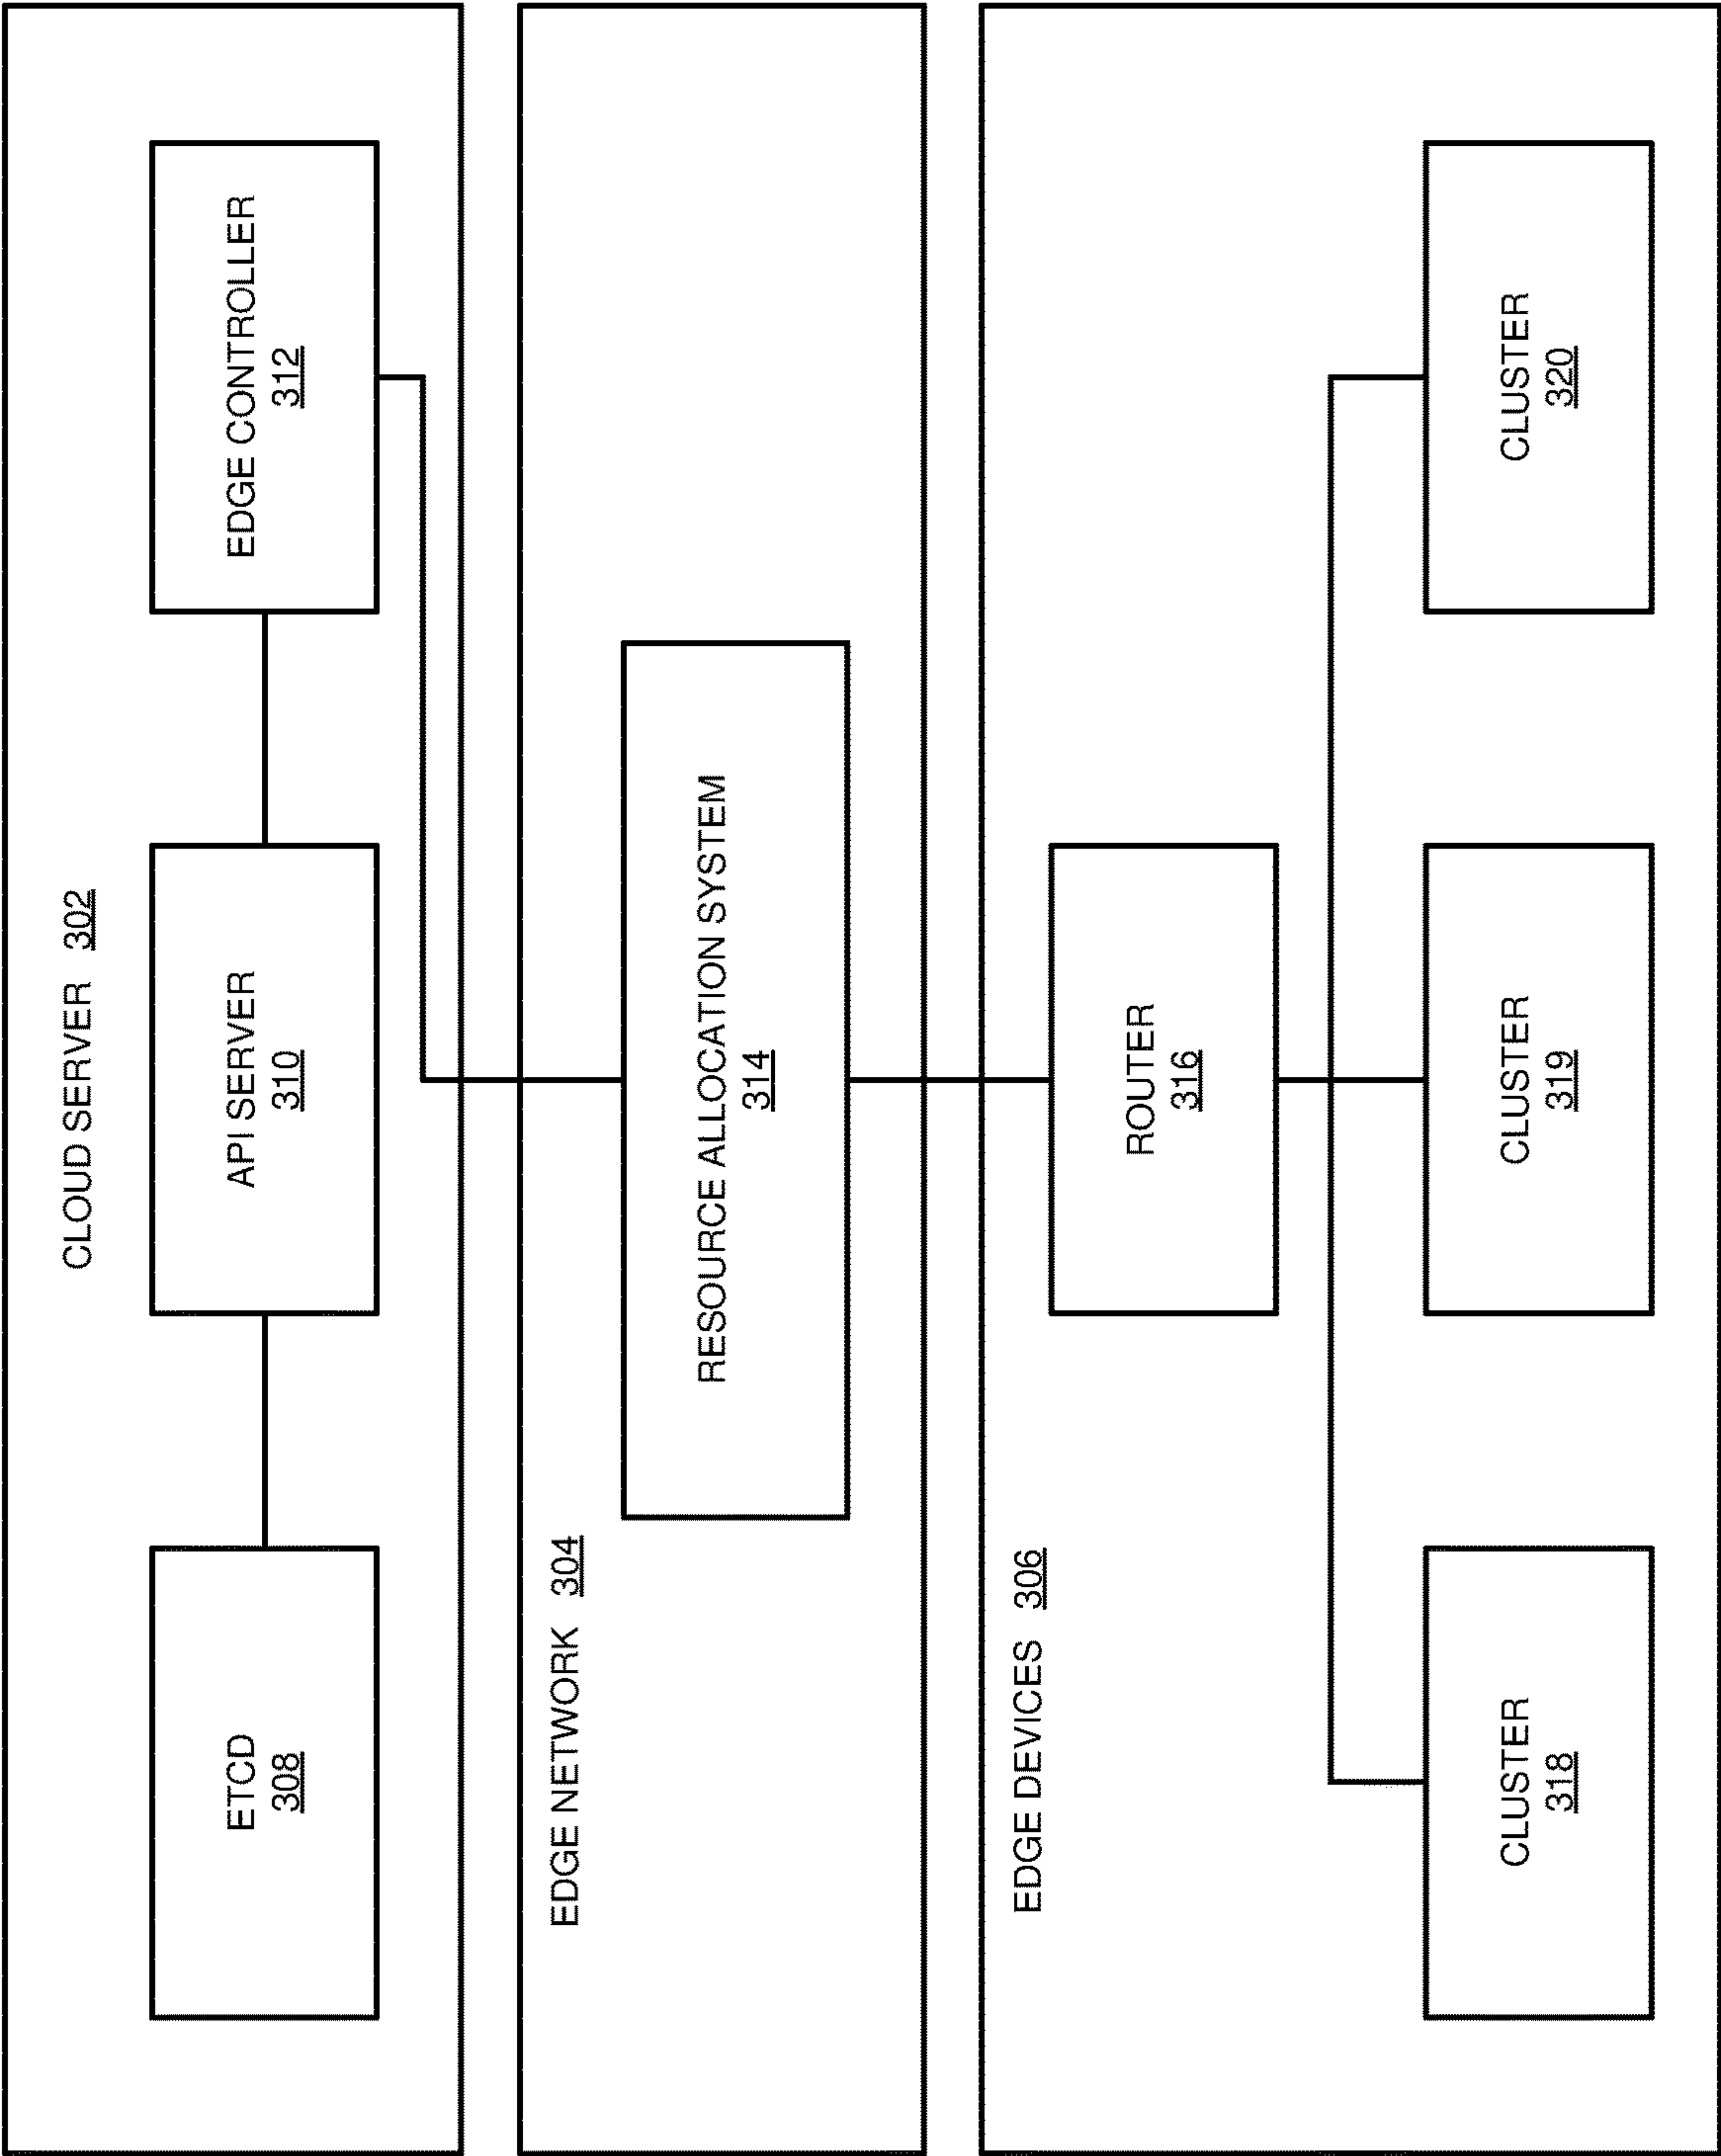 CLOUD SERVER 302
ETCD
308
API SERVER
310
EDGE CONTROLLER
312
EDGE NETWORK 304
RESOURCE ALLOCATION SYSTEM
314
EDGE DEVICES 306
ROUTER
316
CLUSTER
318
CLUSTER
319
CLUSTER
320